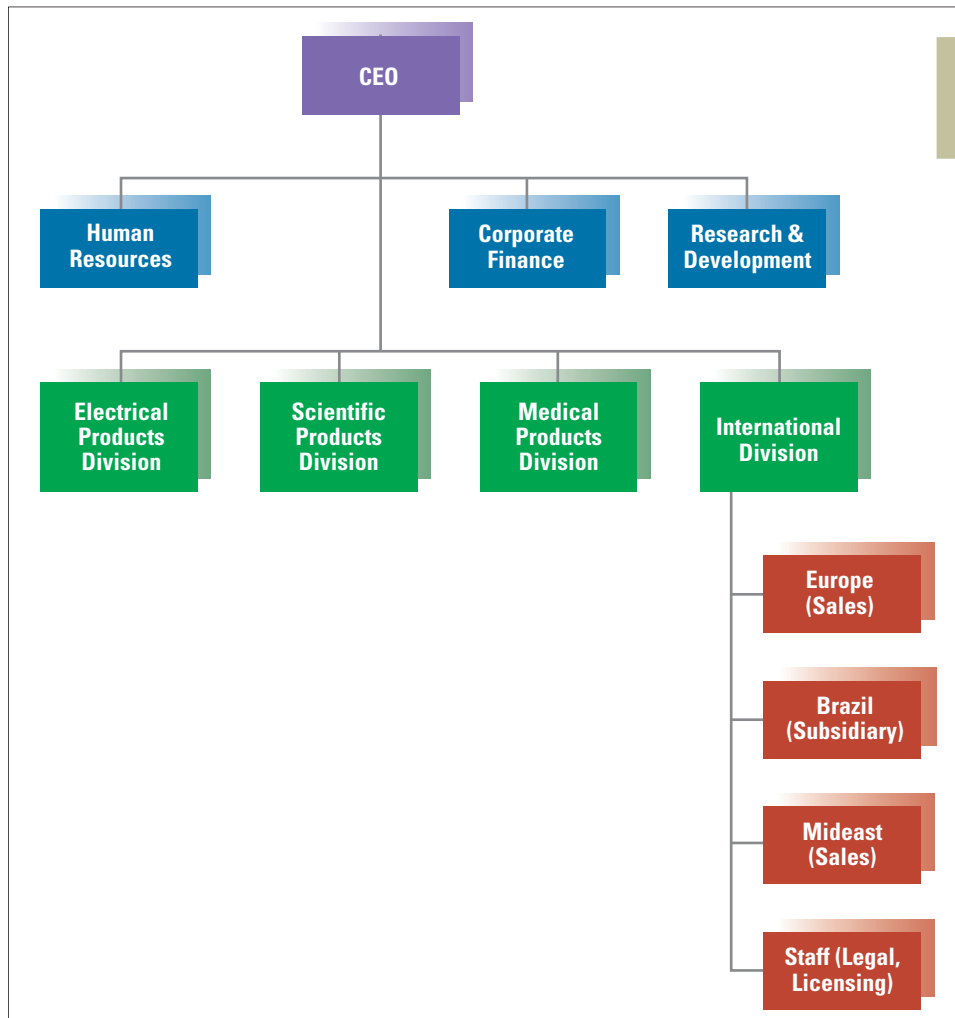 CEO
Human
Resources
Corporate
Finance
Research &
Development
Electrical
Products
Division
Scientific
Products
Division
Medical
Products
Division
International
Division
Europe
(Sales)
Brazil
(Subsidiary)
Mideast
(Sales)
Staff (Legal,
Licensing)